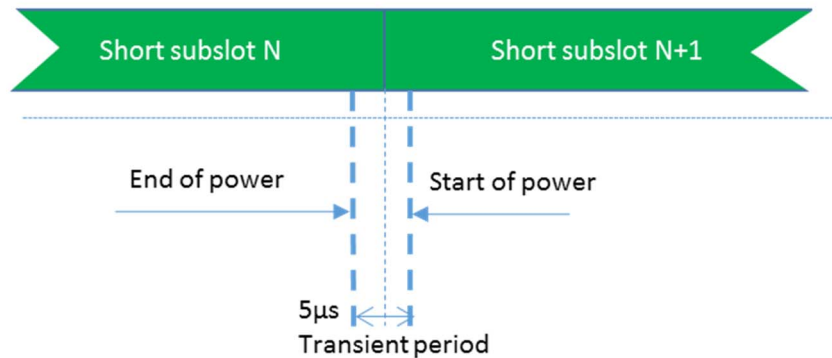 Short subslot N
Short subslot N+1
End of power
Start of power
5µs
Transient period